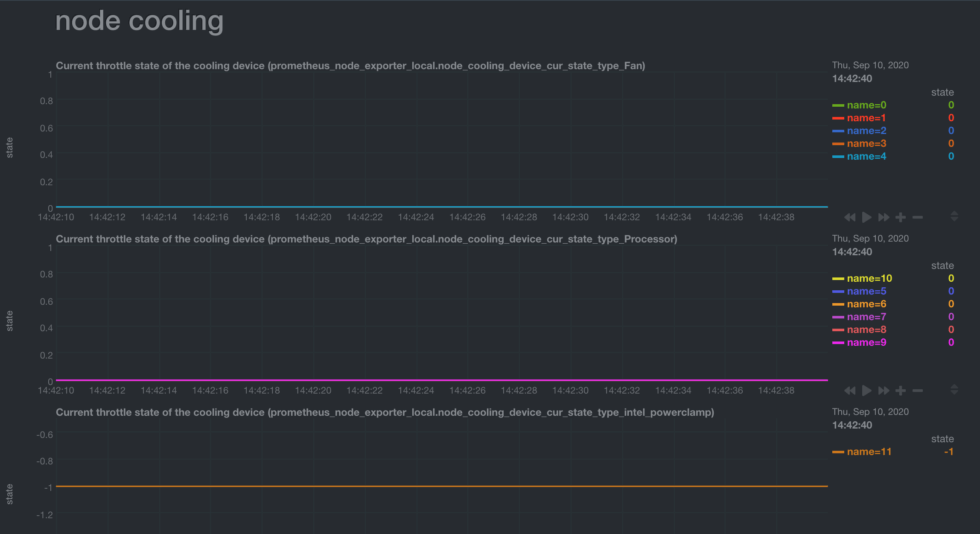 node cooling
Current throttle state of the cooling device (prometheus_node_exporter_local.node_cooling_device_cur_state_type_Fan)
Thu, Sep 10, 2020
14:42:40
state
name=0 0
name=1 0
name=2 0
name=3 0
name=4 0
state
1
0.8
0.6
0.4
0.2
0
14:42:10 14:42:12 14:42:14 14:42:16 14:42:18 14:42:20 14:42:22 14:42:24 14:42:26 14:42:28 14:42:30 14:42:32 14:42:34 14:42:36 14:42:38
Current throttle state of the cooling device (prometheus_node_exporter_local.node_cooling_device_cur_state_type_Processor)
Thu, Sep 10, 2020
14:42:40
state
name=10 0
name=5 0
name=6 0
name=7 0
name=8 0
name=9 0
state
1
0.8
0.6
0.4
0.2
0
14:42:10 14:42:12 14:42:14 14:42:16 14:42:18 14:42:20 14:42:22 14:42:24 14:42:26 14:42:28 14:42:30 14:42:32 14:42:34 14:42:36 14:42:38
Current throttle state of the cooling device (prometheus_node_exporter_local.node_cooling_device_cur_state_type_intel_powerclamp)
Thu, Sep 10, 2020
14:42:40
state
name=11 -1
state
-0.6
-0.8
-1
-1.2